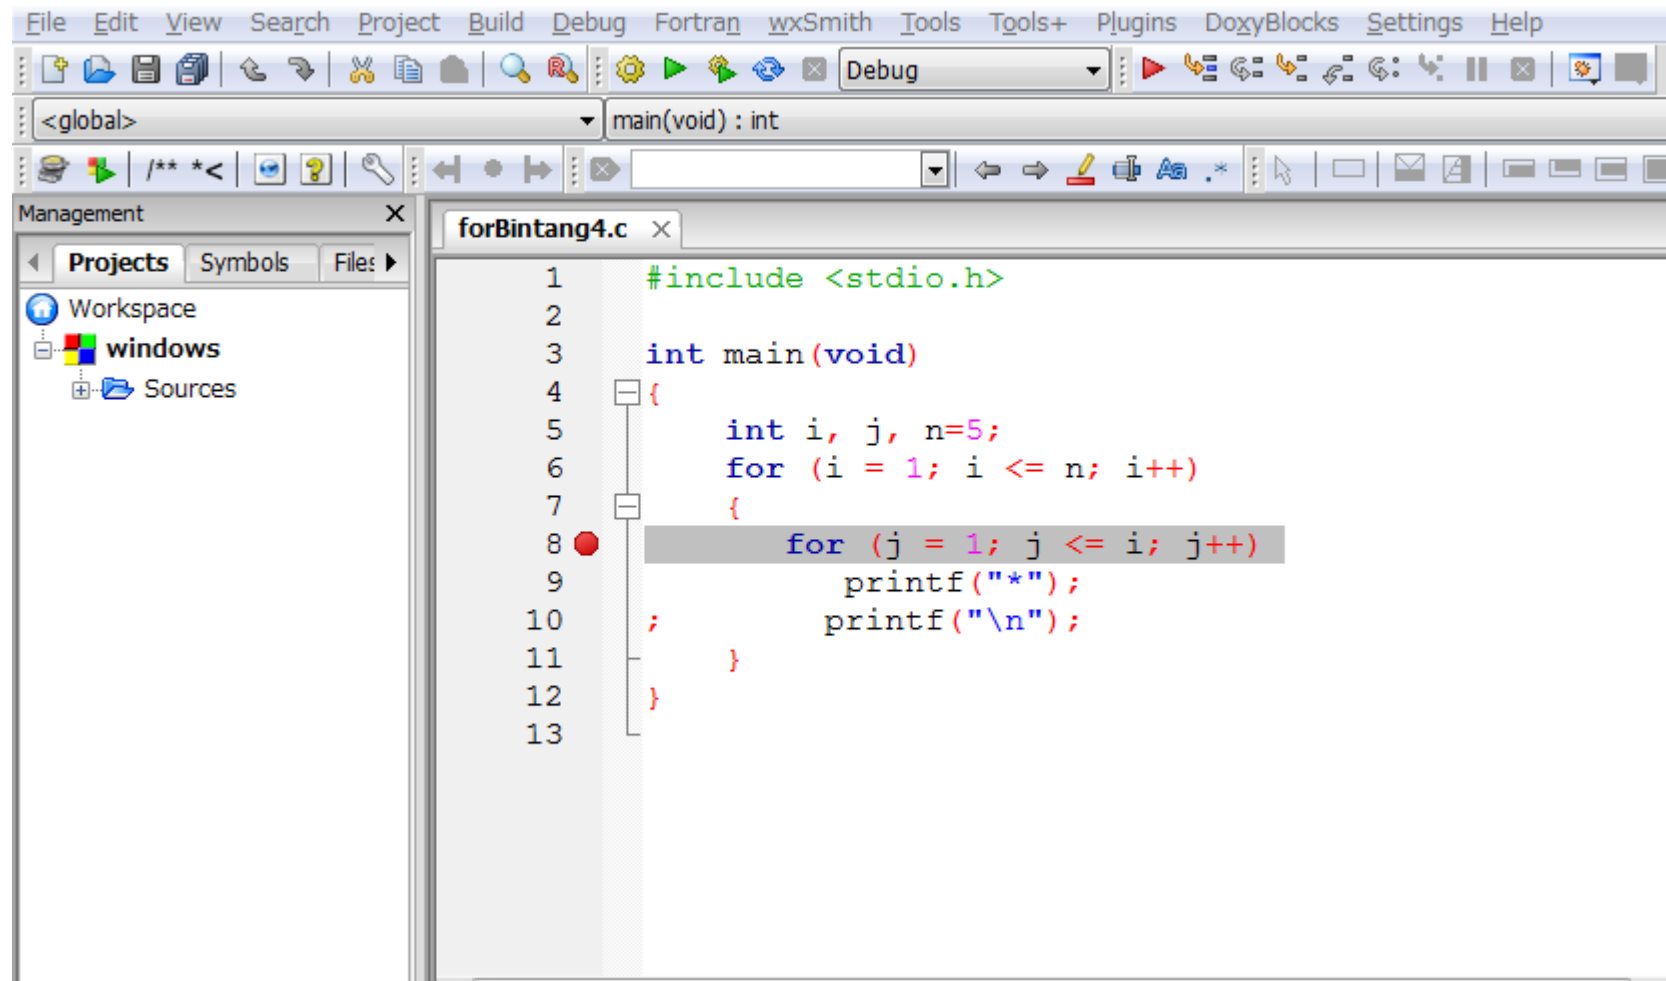 File Edit View Search Project Build Debug Fortran wxSmith Tools Tools+ Plugins DoxyBlocks Settings Help
Debug
<global> main(void) : int
/** *<
Management
forBintang4.c
Projects Symbols Files
Workspace
windows
Sources
1 #include <stdio.h>
2
3 int main(void)
4 {
5 int i, j, n=5;
6 for (i = 1; i <= n; i++)
7 {
8 for (j = 1; j <= i; j++)
9 printf("*");
10 ; printf("\n");
11 }
12 }
13